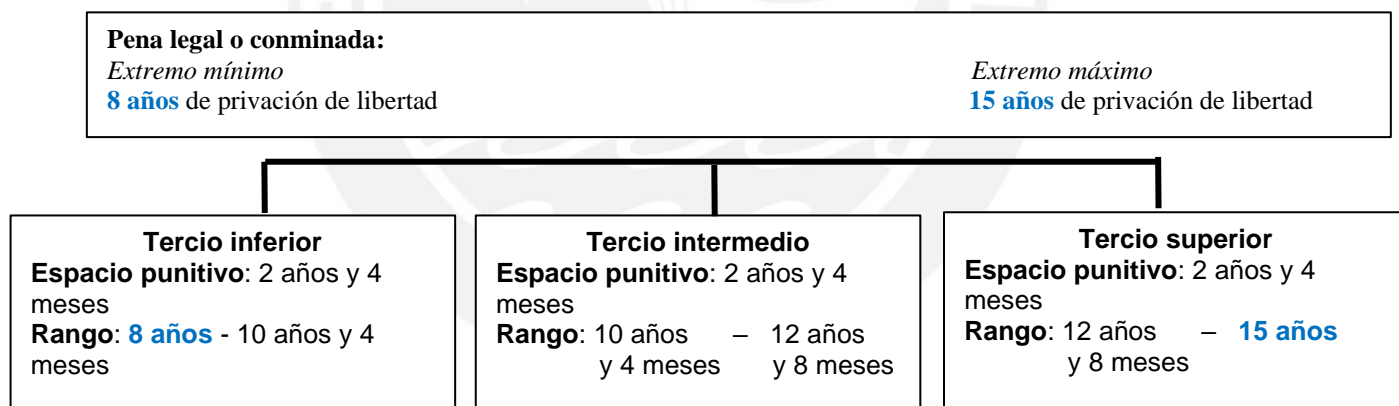 Pena legal o conminada:
Extremo mínimo Extremo máximo
8 años de privación de libertad 15 años de privación de libertad
Tercio inferior
Espacio punitivo: 2 años y 4
meses
Rango: 8 años - 10 años y 4
meses
Tercio intermedio
Espacio punitivo: 2 años y 4
meses
Rango: 10 años – 12 años
y 4 meses y 8 meses
Tercio superior
Espacio punitivo: 2 años y 4
meses
Rango: 12 años – 15 años
y 8 meses